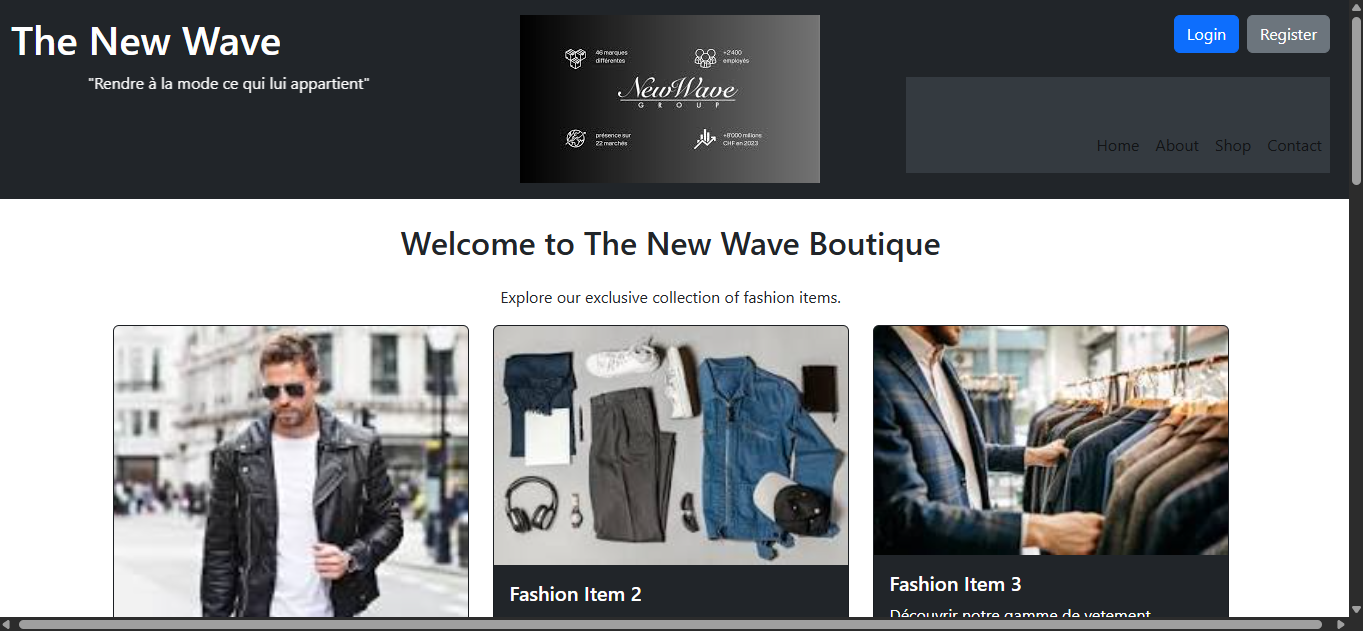 The New Wave
"Rendre à la mode ce qui lui appartient"
46 marques
différentes
+2'400
employés
NewWave
GROUP
présence sur
22 marchés
+8'000 milions
CHF en 2023
Login
Register
Home About Shop Contact
Welcome to The New Wave Boutique
Explore our exclusive collection of fashion items.
Fashion Item 2
Fashion Item 3
Découvrir notre gamme de vetement